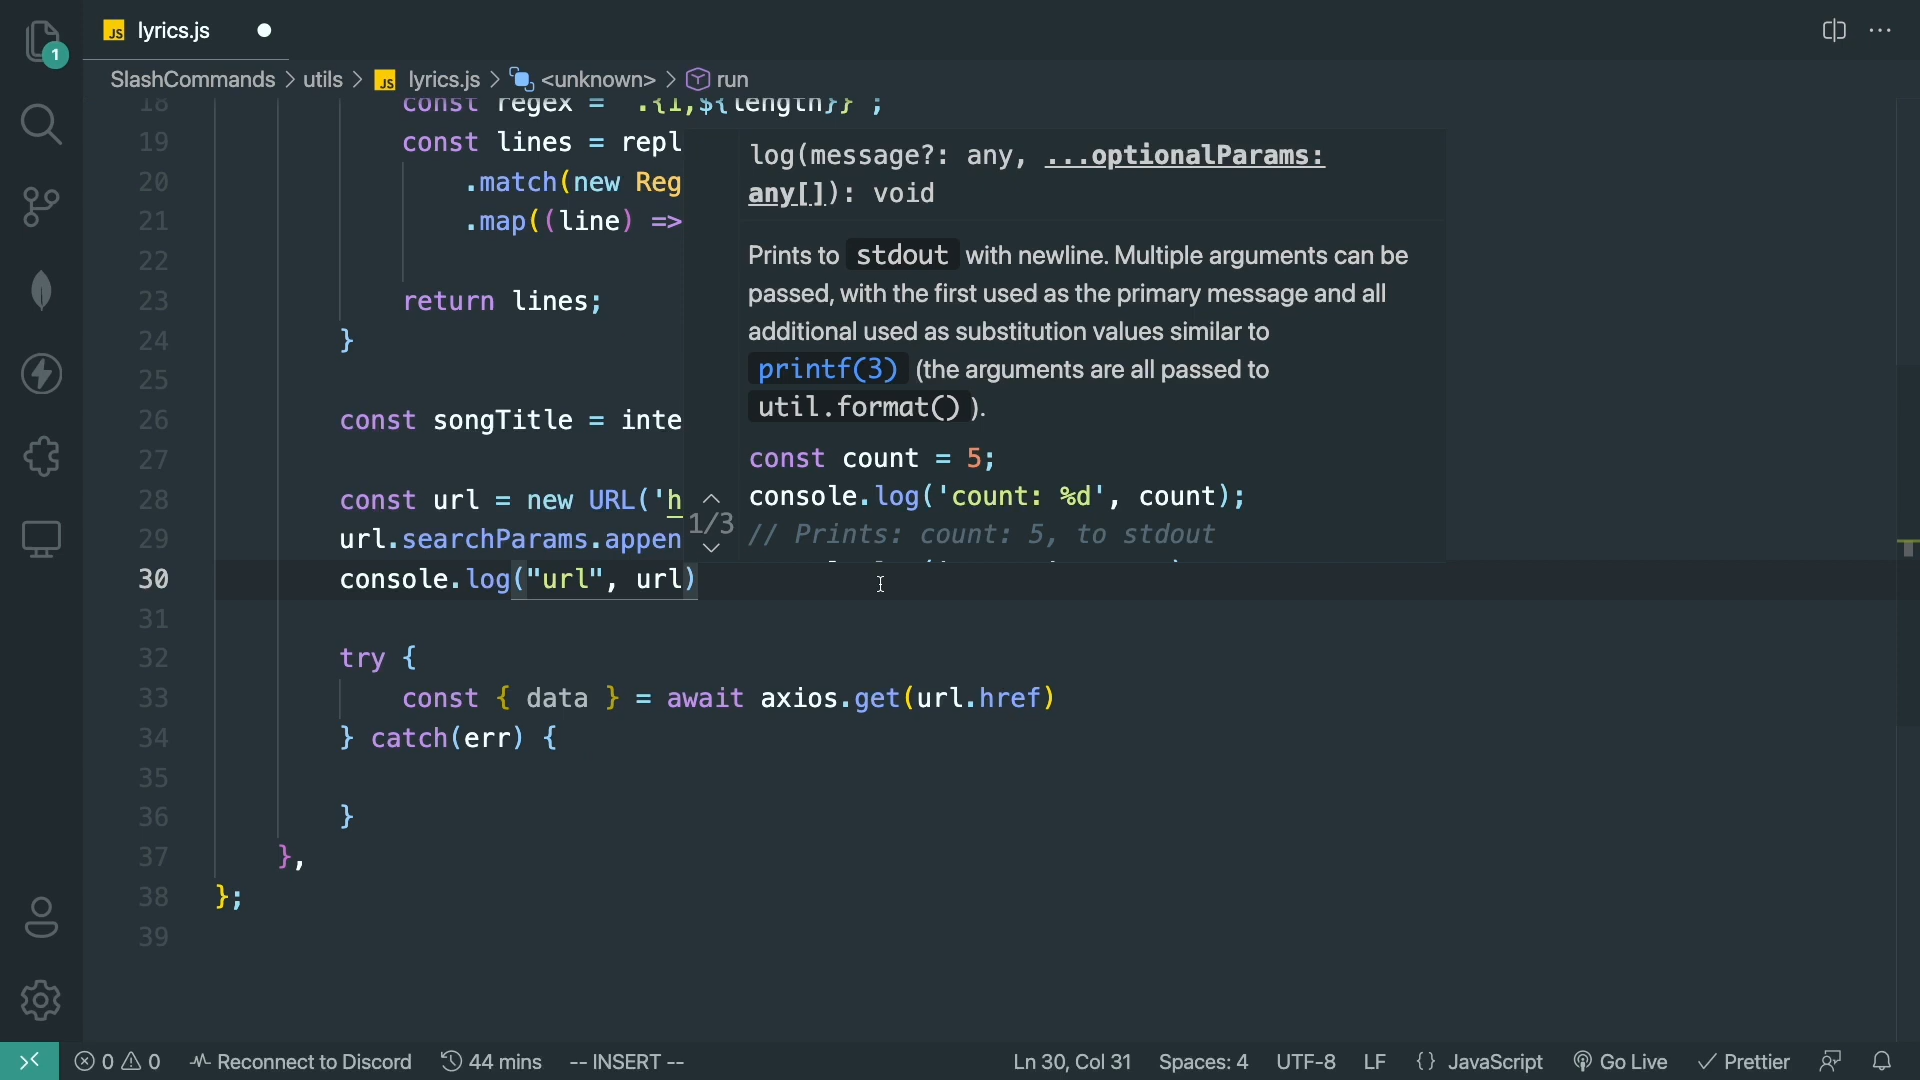 1
JS lyrics.js
SlashCommands > utils > JS lyrics.js > <unknown> > run
18 const regex = `.{1,${length}}`;
19 const lines = repl
20 .match(new Reg
21 .map((line) =>
22
23 return lines;
24 }
25
26 const songTitle = inte
27
28 const url = new URL('h
29 url.searchParams.appen
30 console.log("url", url)
31
32 try {
33 const { data } = await axios.get(url.href)
34 } catch(err) {
35
36 }
37 },
38 };
39
log(message?: any, ...optionalParams:
any[]): void
Prints to stdout with newline. Multiple arguments can be
passed, with the first used as the primary message and all
additional used as substitution values similar to
printf(3) (the arguments are all passed to
util.format()).
const count = 5;
console.log('count: %d', count);
1/3
// Prints: count: 5, to stdout
0 0 Reconnect to Discord 44 mins -- INSERT -- Ln 30, Col 31 Spaces: 4 UTF-8 LF {} JavaScript Go Live Prettier